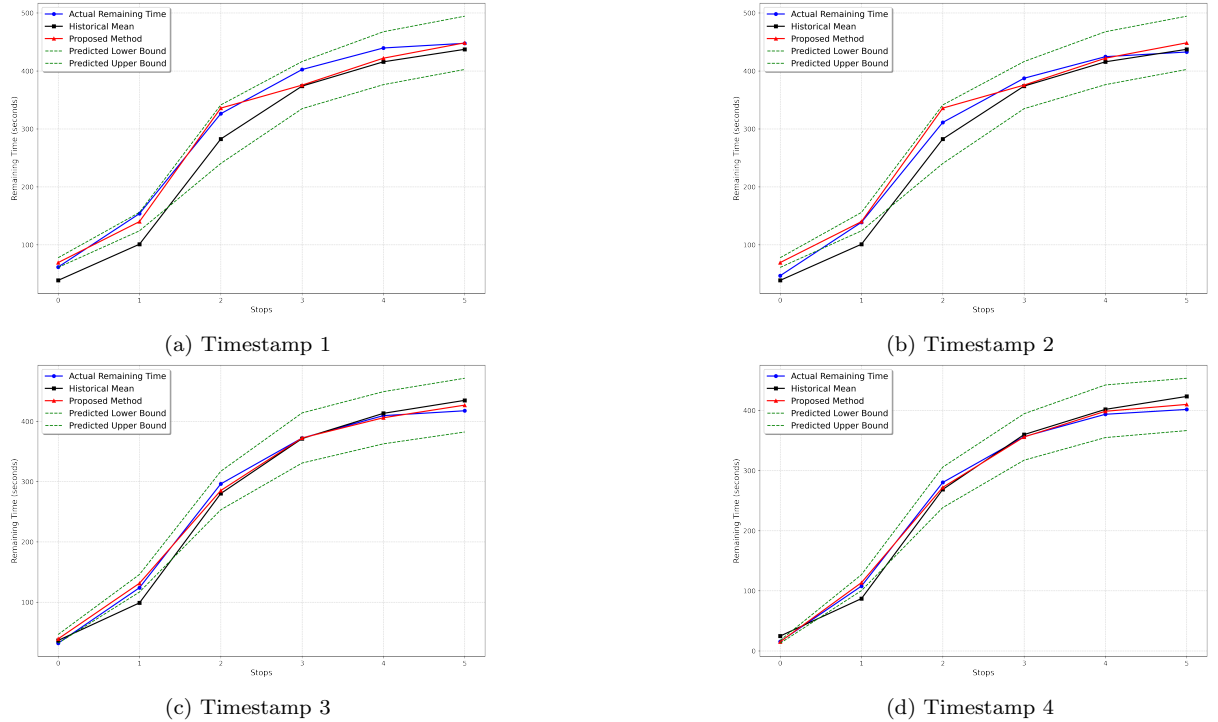 500
400
300
200
100
0
1
2
3
4
5
Remaining Time (seconds)
Stops
Actual Remaining Time
Historical Mean
Proposed Method
Predicted Lower Bound
Predicted Upper Bound
(a) Timestamp 1
500
400
300
200
100
0
1
2
3
4
5
Remaining Time (seconds)
Stops
Actual Remaining Time
Historical Mean
Proposed Method
Predicted Lower Bound
Predicted Upper Bound
(b) Timestamp 2
400
300
200
100
0
1
2
3
4
5
Remaining Time (seconds)
Stops
Actual Remaining Time
Historical Mean
Proposed Method
Predicted Lower Bound
Predicted Upper Bound
(c) Timestamp 3
400
300
200
100
0
0
1
2
3
4
5
Remaining Time (seconds)
Stops
Actual Remaining Time
Historical Mean
Proposed Method
Predicted Lower Bound
Predicted Upper Bound
(d) Timestamp 4